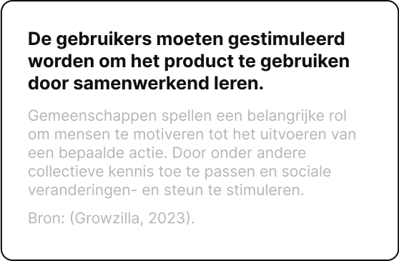 De gebruikers moeten gestimuleerd
worden om het product te gebruiken
door samenwerkend leren.
Gemeenschappen spellen een belangrijke rol
om mensen te motiveren tot het uitvoeren van
een bepaalde actie. Door onder andere
collectieve kennis toe te passen en sociale
veranderingen- en steun te stimuleren.
Bron: (Growzilla, 2023).